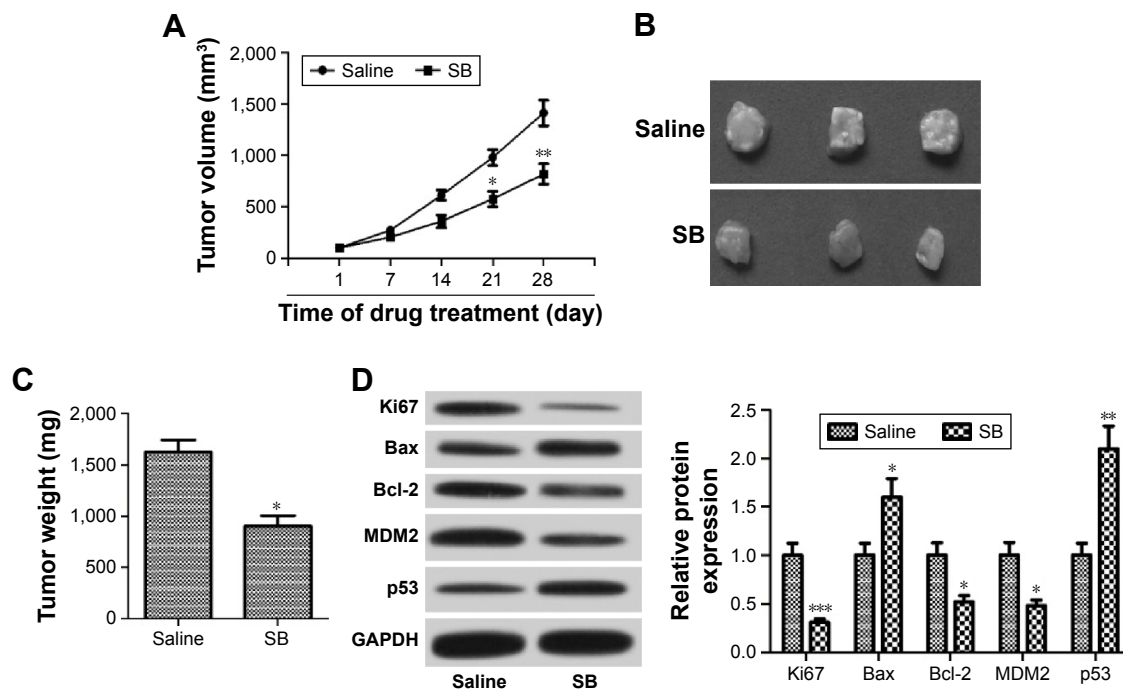 A
2,000
1,500
1,000
500
0
Tumor volume (mm³)
Saline SB
*
**
1 7 14 21 28
Time of drug treatment (day)
B
Saline
SB
C
2,000
1,500
1,000
500
0
Tumor weight (mg)
*
Saline SB
D
Ki67
Bax
Bcl-2
MDM2
p53
GAPDH
Saline SB
2.5
2.0
1.5
1.0
0.5
0.0
Relative protein
expression
Saline SB
***
*
*
*
**
Ki67 Bax Bcl-2 MDM2 p53